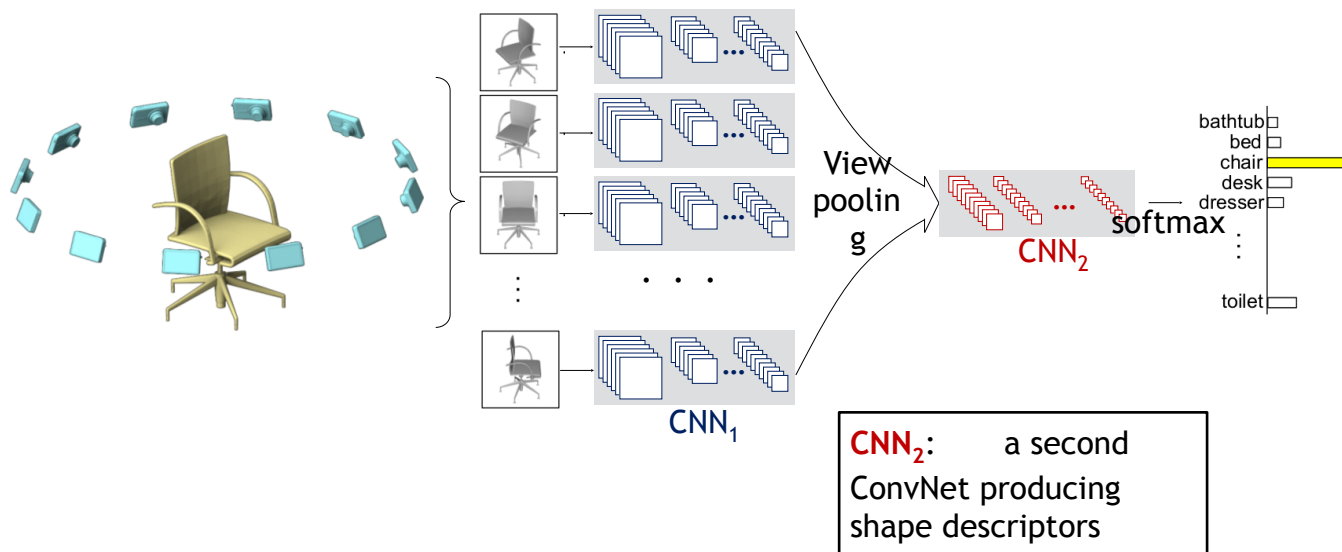 View
poolin
g
CNN₁
CNN₂
softmax
bathtub
bed
chair
desk
dresser
toilet
CNN₂: a second
ConvNet producing
shape descriptors